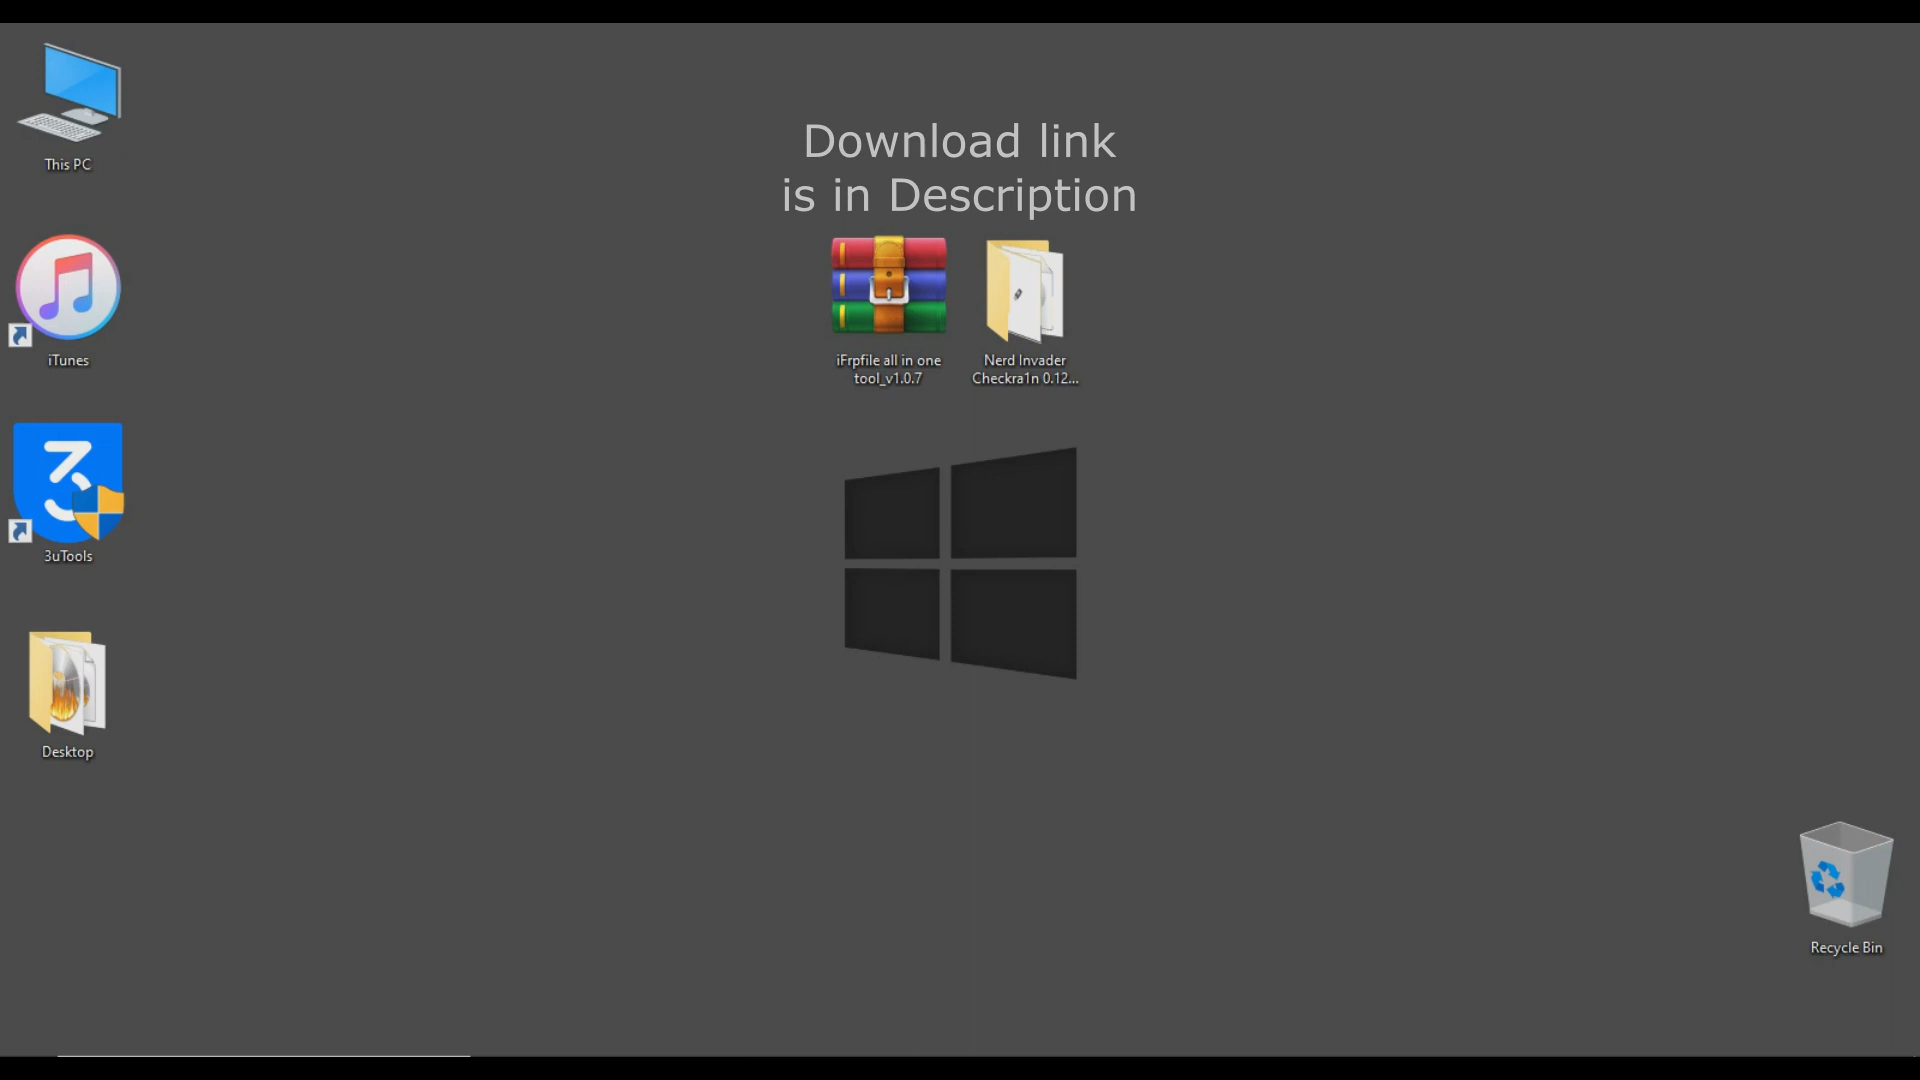 Download link
is in Description
This PC
iTunes
iFrpfile all in one
tool_v1.0.7
Nerd Invader
Checkra1n 0.12...
3uTools
Desktop
Recycle Bin